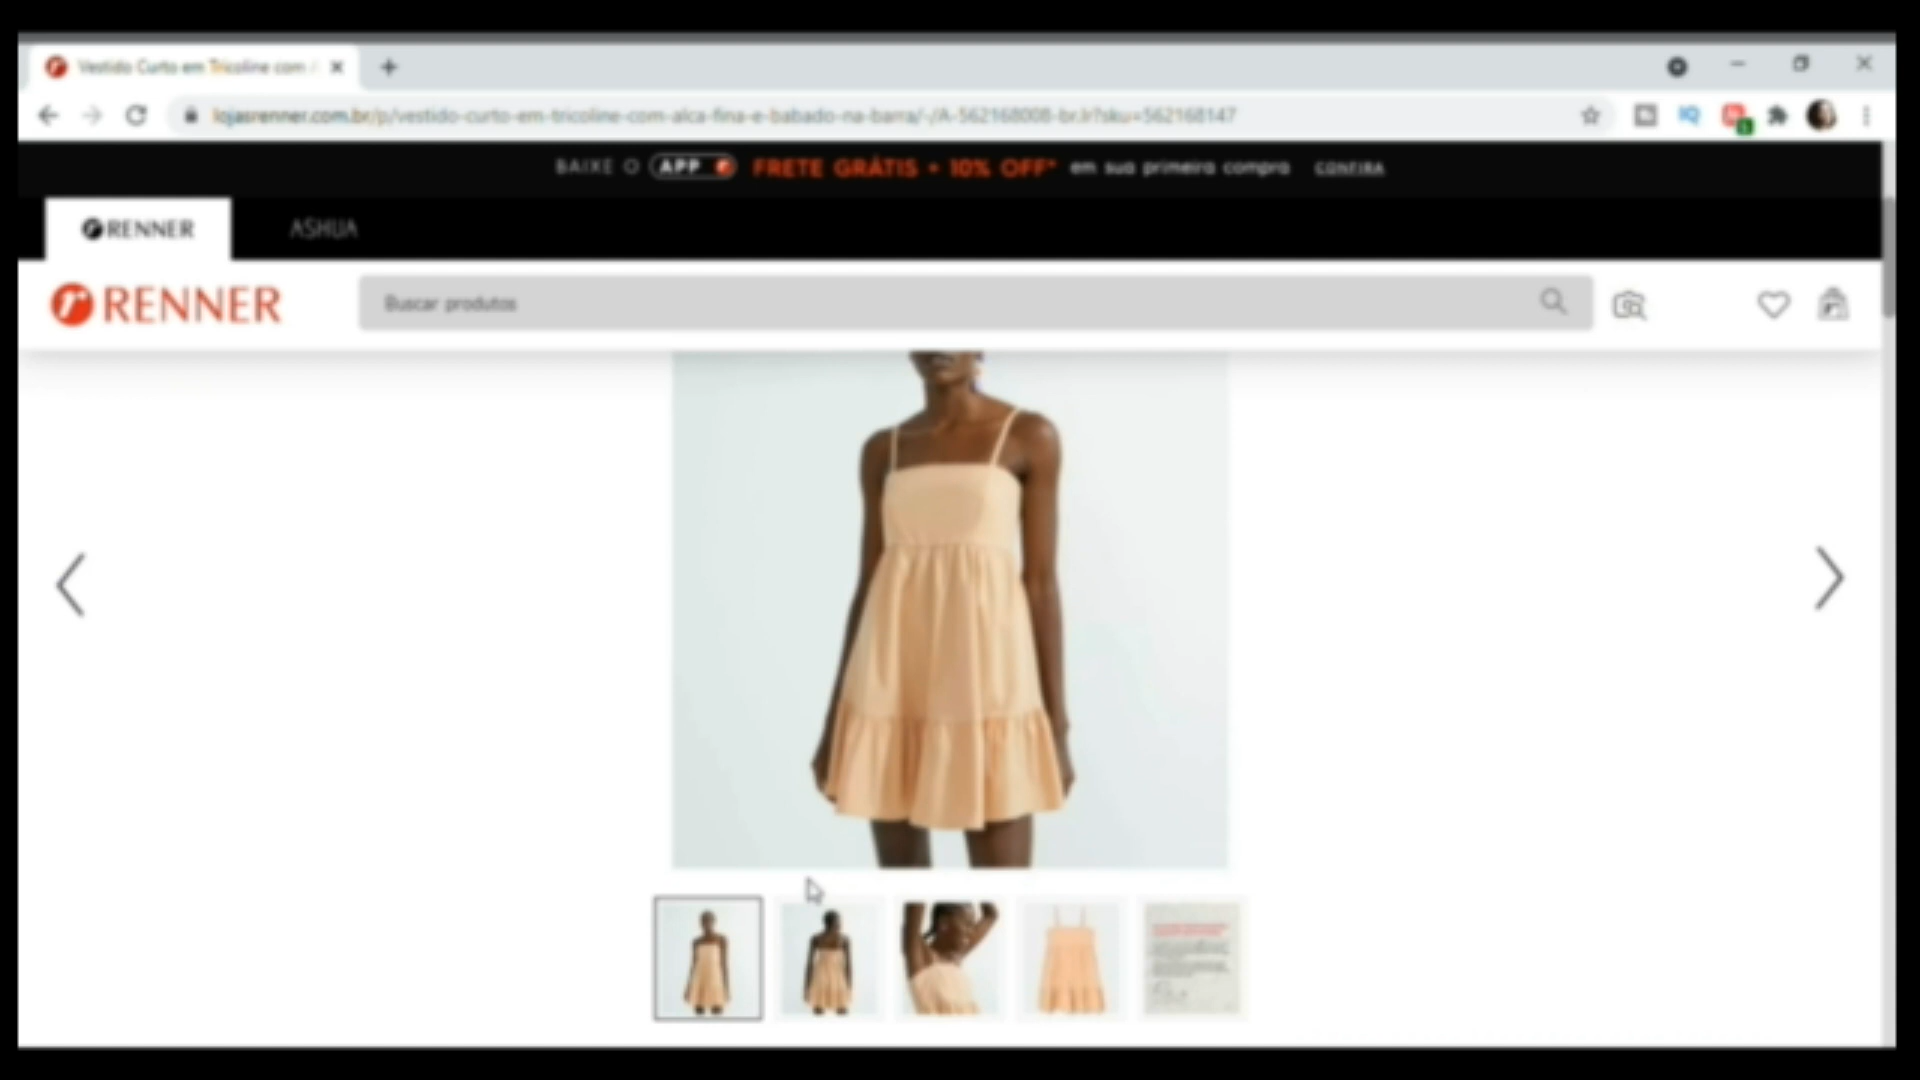 Vestido Curto em Tricoline com
lojasrenner.com.br/p/vestido-curto-em-tricoline-com-alca-fina-e-babado-na-barra/-/A-562168008-br.lr?sku=562168147
BAIXE O APP FRETE GRÁTIS + 10% OFF* em sua primeira compra CONFIRA
RENNER ASHUA
RENNER Buscar produtos